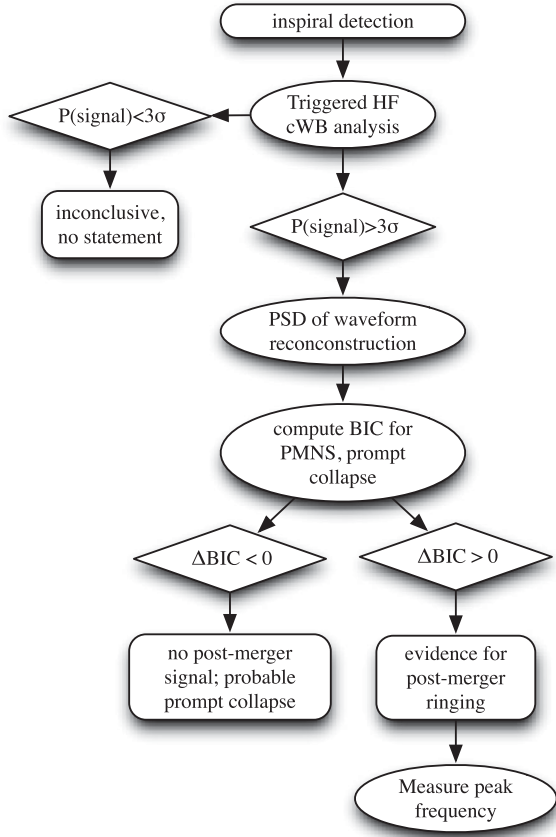 inspiral detection
Triggered HF
cWB analysis
P(signal)<3σ
inconclusive,
no statement
P(signal)>3σ
PSD of waveform
reconconstruction
compute BIC for
PMNS, prompt
collapse
ΔBIC < 0
ΔBIC > 0
no post-merger
signal; probable
prompt collapse
evidence for
post-merger
ringing
Measure peak
frequency